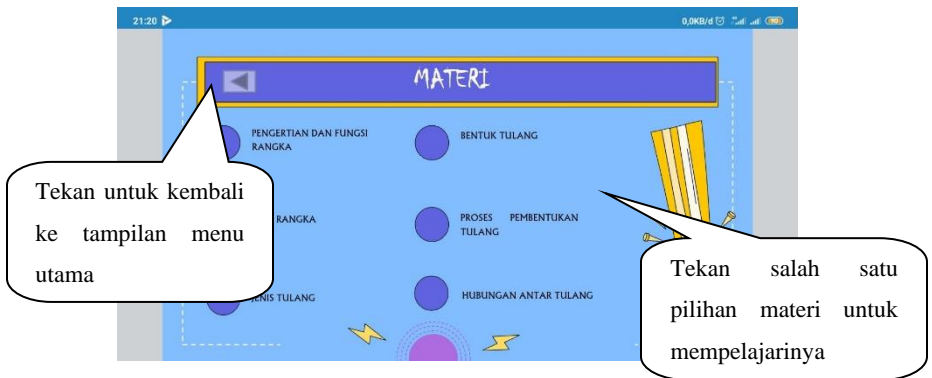 21:20
0,0KB/d
MATERI
PENGERTIAN DAN FUNGSI
RANGKA
BENTUK TULANG
Tekan untuk kembali
ke tampilan menu
utama
RANGKA
PROSES PEMBENTUKAN
TULANG
JENIS TULANG
HUBUNGAN ANTAR TULANG
Tekan salah satu
pilihan materi untuk
mempelajarinya